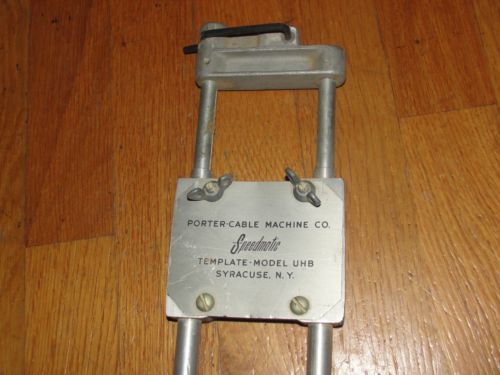 PORTER-CABLE MACHINE CO.
Speedmatic
TEMPLATE-MODEL UHB
SYRACUSE, N.Y.